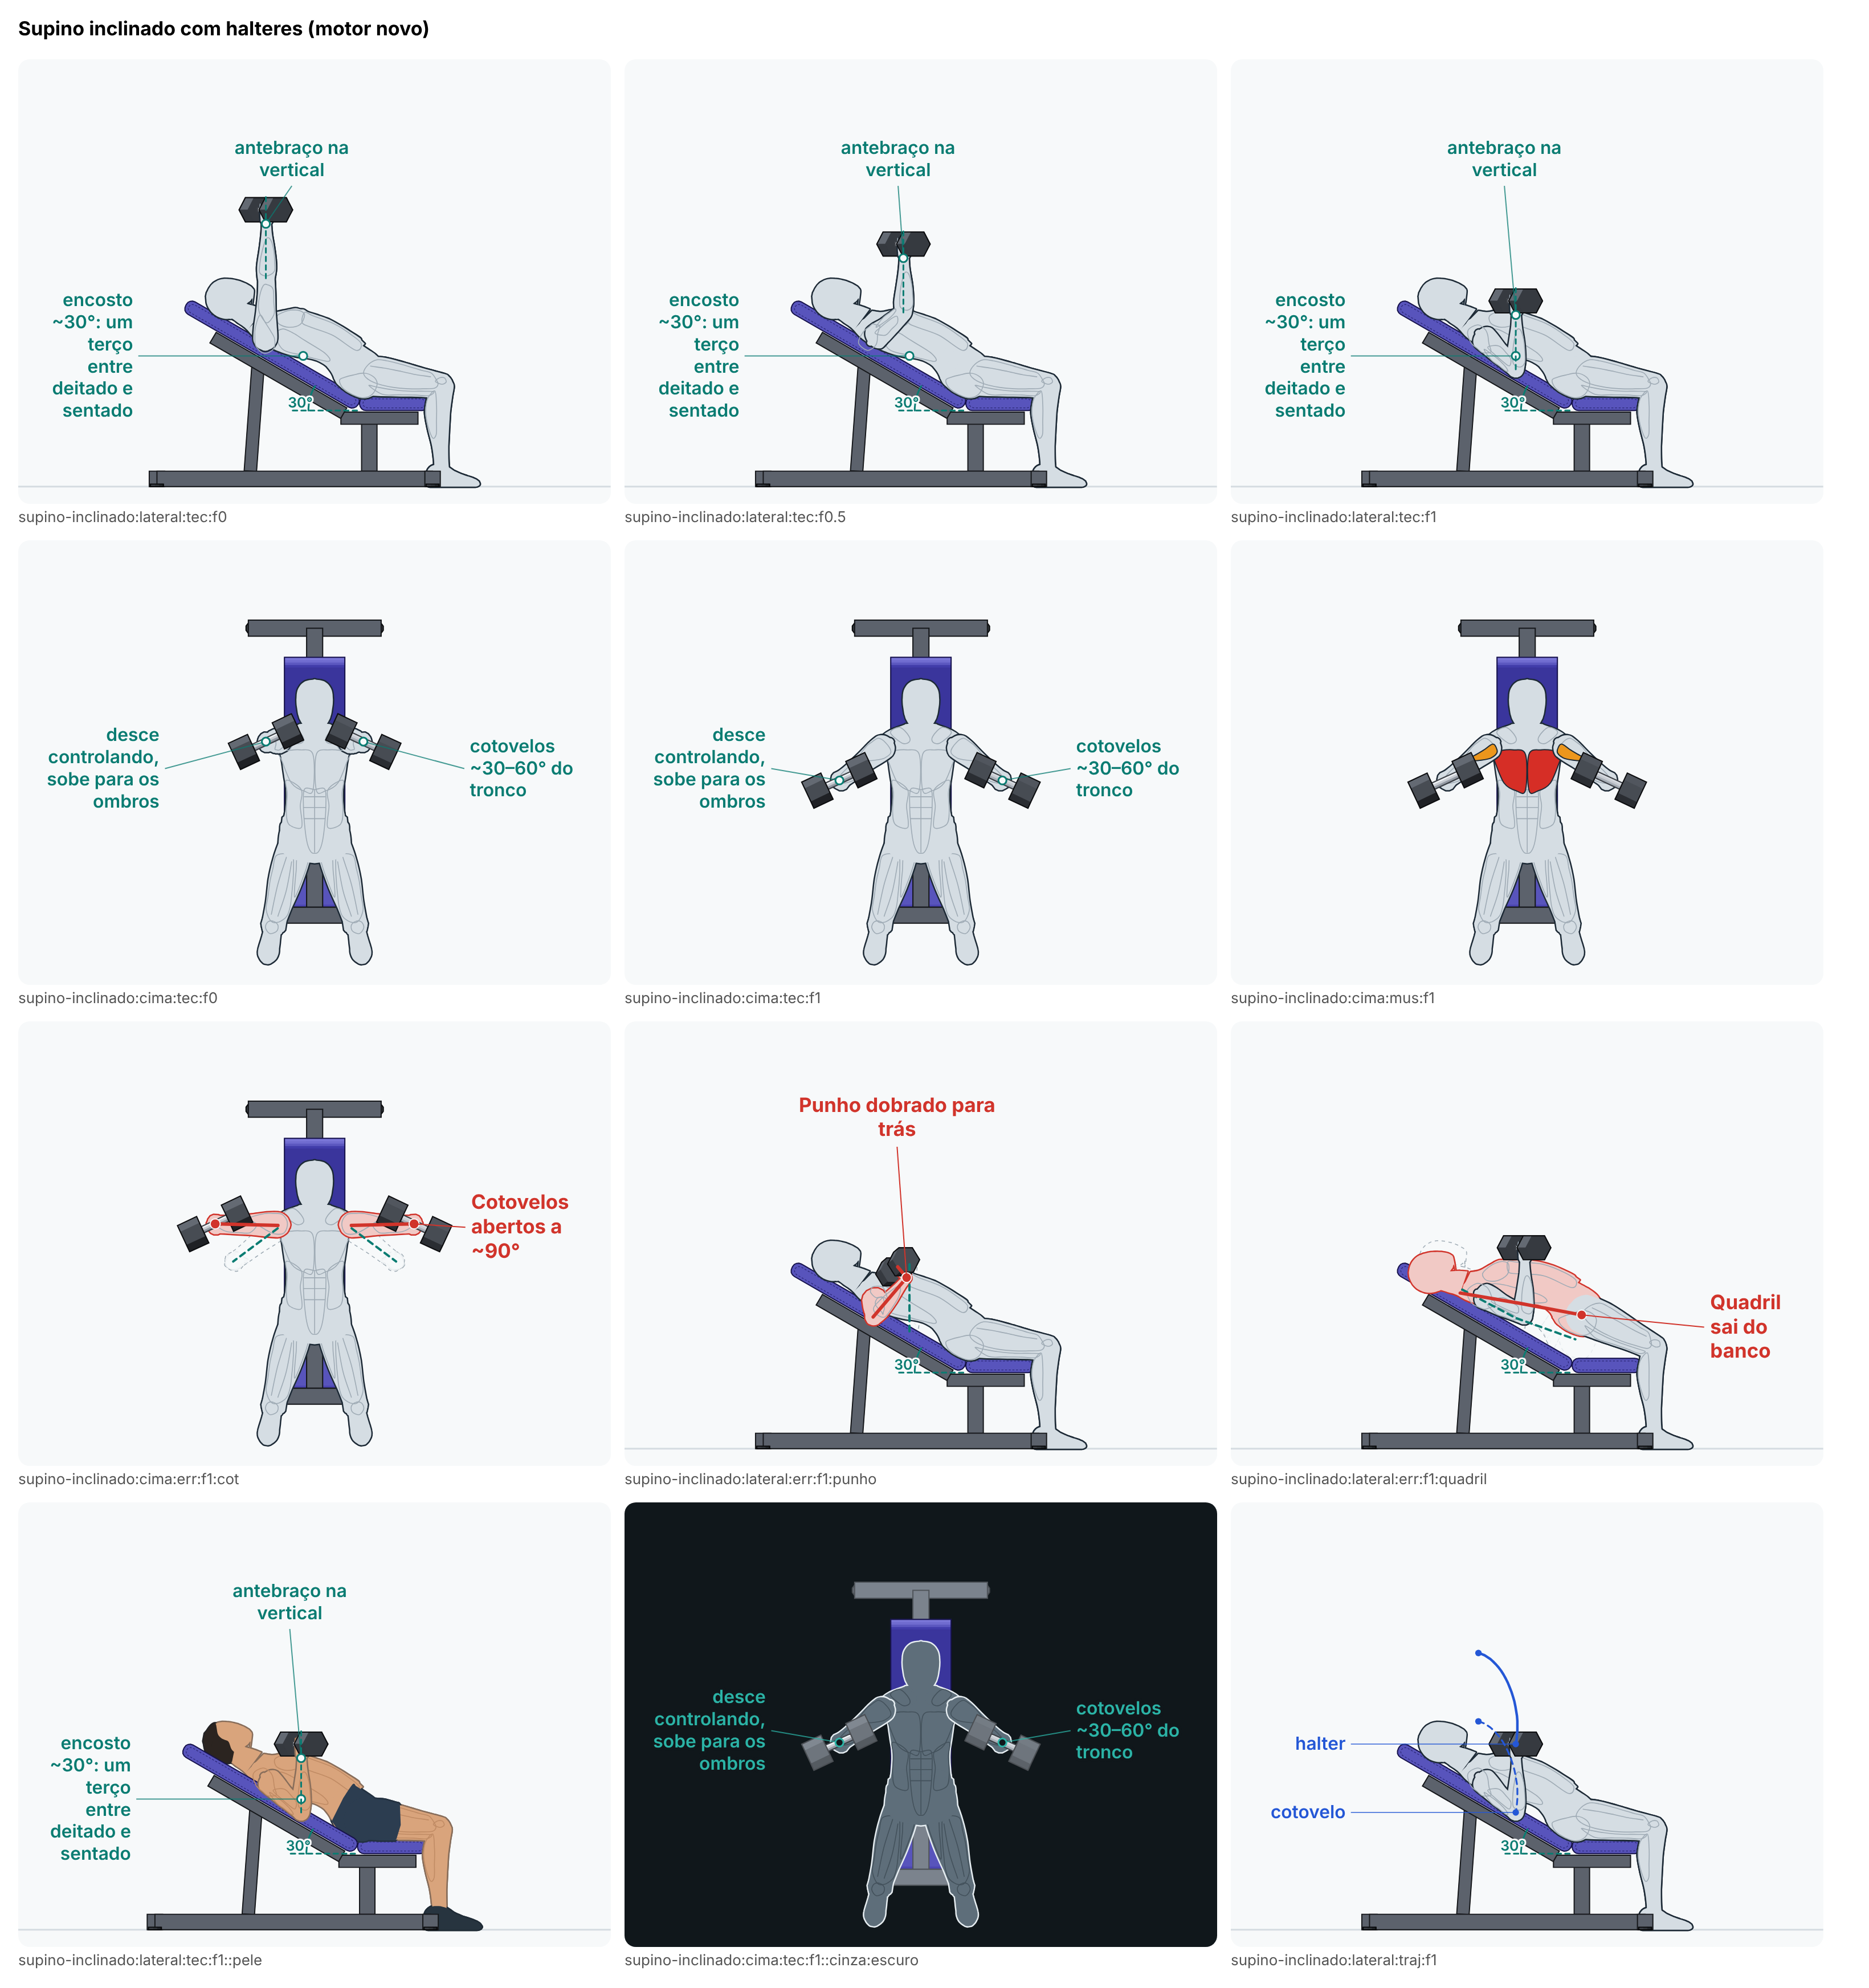 Supino inclinado com halteres (motor novo)
antebraço na
vertical
encosto
~30°: um
terço
entre
deitado e
sentado
30°
supino-inclinado:lateral:tec:f0
antebraço na
vertical
encosto
~30°: um
terço
entre
deitado e
sentado
30°
supino-inclinado:lateral:tec:f0.5
antebraço na
vertical
encosto
~30°: um
terço
entre
deitado e
sentado
30°
supino-inclinado:lateral:tec:f1
desce
controlando,
sobe para os
ombros
cotovelos
~30–60° do
tronco
supino-inclinado:cima:tec:f0
desce
controlando,
sobe para os
ombros
cotovelos
~30–60° do
tronco
supino-inclinado:cima:tec:f1
supino-inclinado:cima:mus:f1
Cotovelos
abertos a
~90°
supino-inclinado:cima:err:f1:cot
Punho dobrado para
trás
30°
supino-inclinado:lateral:err:f1:punho
Quadril
sai do
banco
30°
supino-inclinado:lateral:err:f1:quadril
antebraço na
vertical
encosto
~30°: um
terço
entre
deitado e
sentado
30°
supino-inclinado:lateral:tec:f1::pele
desce
controlando,
sobe para os
ombros
cotovelos
~30–60° do
tronco
supino-inclinado:cima:tec:f1::cinza:escuro
halter
cotovelo
30°
supino-inclinado:lateral:traj:f1